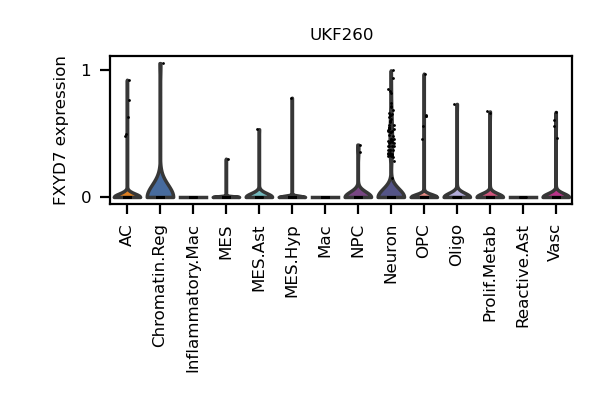 UKF260
FXYD7 expression
1
0
AC
Chromatin.Reg
Inflammatory.Mac
MES
MES.Ast
MES.Hyp
Mac
NPC
Neuron
OPC
Oligo
Prolif.Metab
Reactive.Ast
Vasc